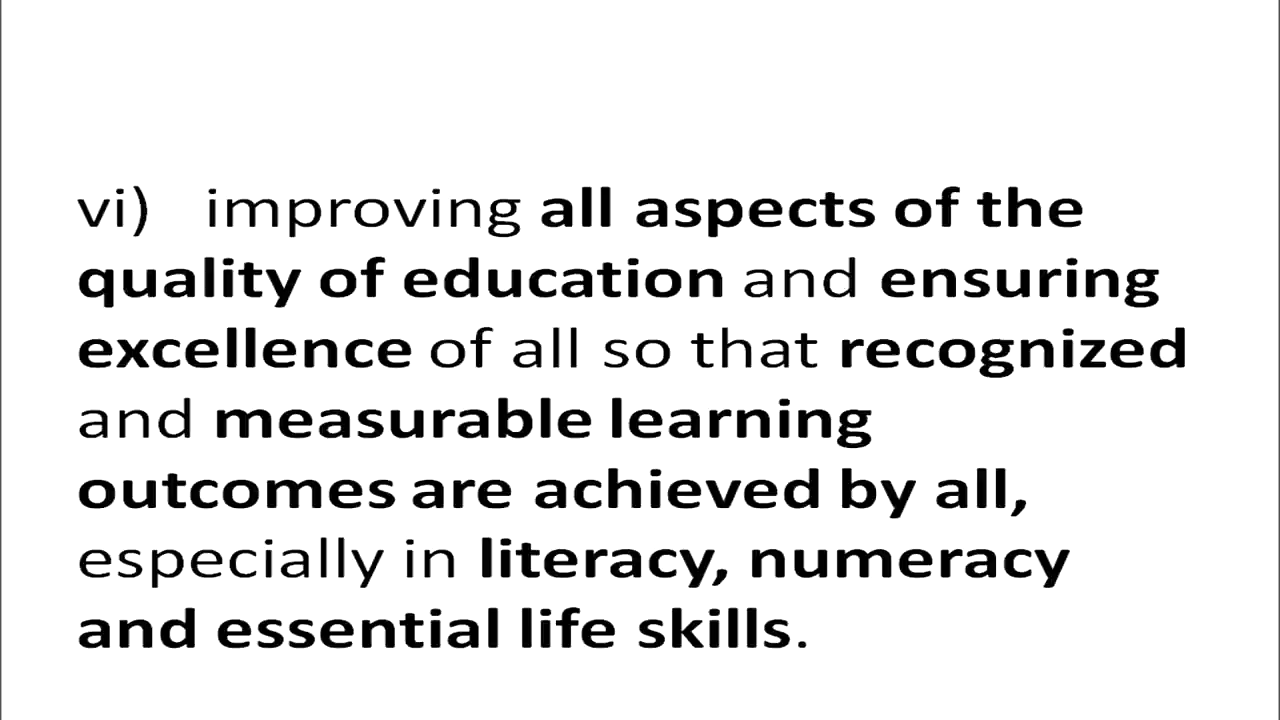 vi) improving all aspects of the
quality of education and ensuring
excellence of all so that recognized
and measurable learning
outcomes are achieved by all,
especially in literacy, numeracy
and essential life skills.